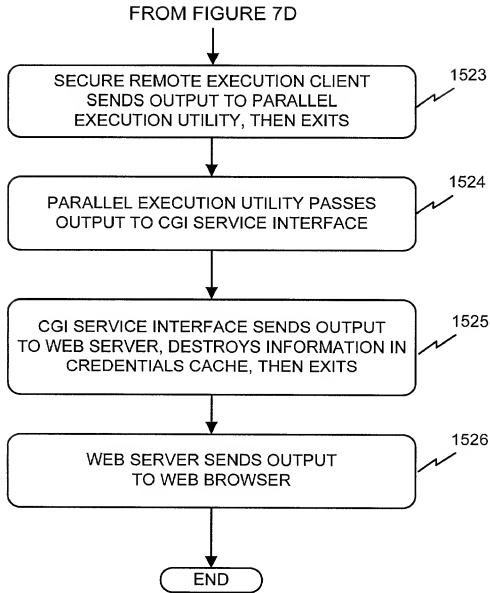 FROM FIGURE 7D
SECURE REMOTE EXECUTION CLIENT
SENDS OUTPUT TO PARALLEL
EXECUTION UTILITY, THEN EXITS
1523
PARALLEL EXECUTION UTILITY PASSES
OUTPUT TO CGI SERVICE INTERFACE
1524
CGI SERVICE INTERFACE SENDS OUTPUT
TO WEB SERVER, DESTROYS INFORMATION IN
CREDENTIALS CACHE, THEN EXITS
1525
WEB SERVER SENDS OUTPUT
TO WEB BROWSER
1526
END